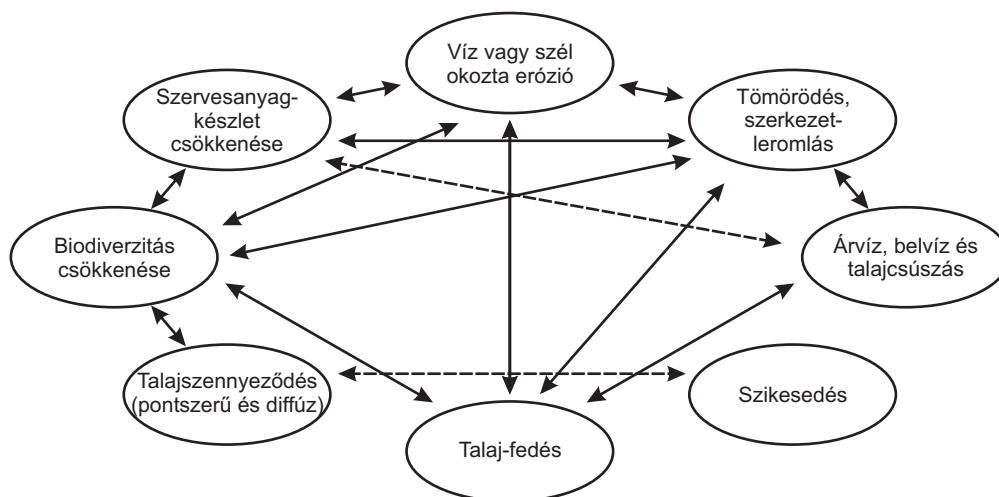 Víz vagy szél
okozta erózió
Szervesanyag-
készlet
csökkenése
Tömörödés,
szerkezet-
leromlás
Biodiverzitás
csökkenése
Árvíz, belvíz és
talajcsúszás
Talajszennyeződés
(pontszerű és diffúz)
Szikesedés
Talaj-fedés